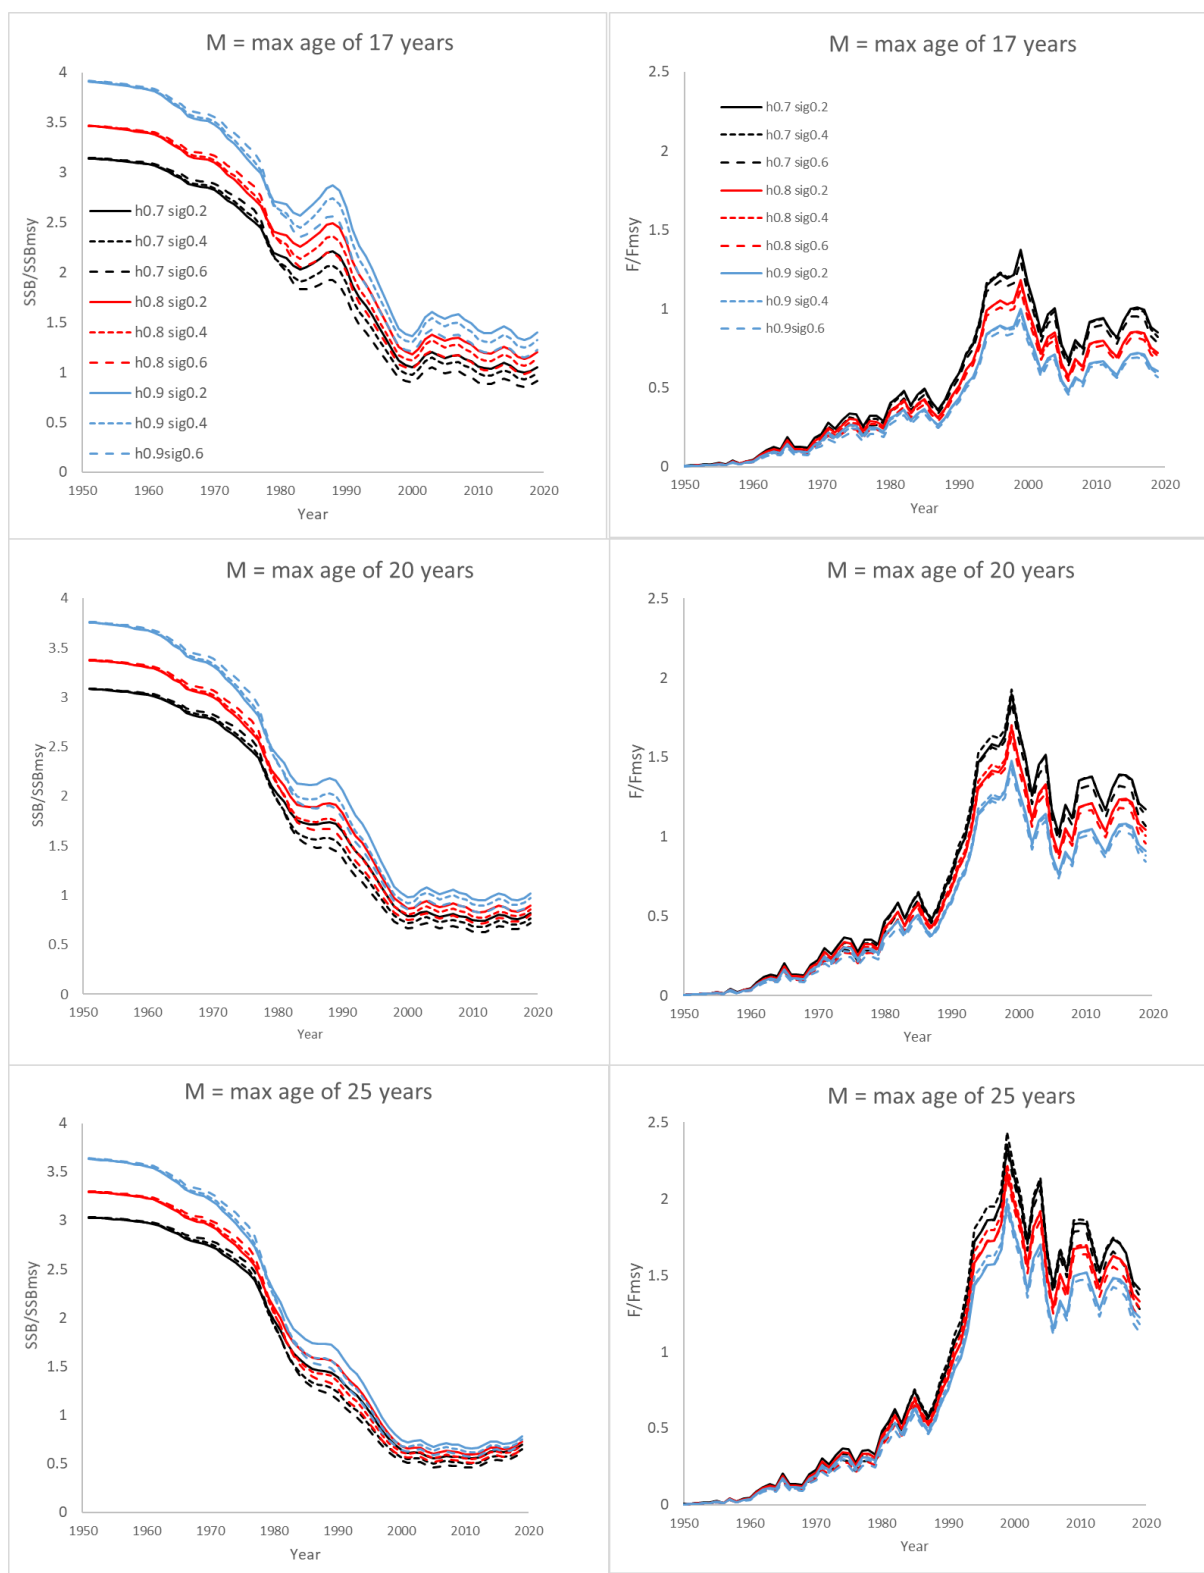 M = max age of 17 years
4
3.5
3
2.5
2
1.5
1
0.5
0
SSB/SSBmsy
h0.7 sig0.2
h0.7 sig0.4
h0.7 sig0.6
h0.8 sig0.2
h0.8 sig0.4
h0.8 sig0.6
h0.9 sig0.2
h0.9 sig0.4
h0.9sig0.6
1950 1960 1970 1980 1990 2000 2010 2020
Year
M = max age of 17 years
2.5
2
1.5
1
0.5
0
F/Fmsy
h0.7 sig0.2
h0.7 sig0.4
h0.7 sig0.6
h0.8 sig0.2
h0.8 sig0.4
h0.8 sig0.6
h0.9 sig0.2
h0.9 sig0.4
h0.9sig0.6
1950 1960 1970 1980 1990 2000 2010 2020
Year
M = max age of 20 years
4
3.5
3
2.5
2
1.5
1
0.5
0
SSB/SSBmsy
1950 1960 1970 1980 1990 2000 2010 2020
Year
M = max age of 20 years
2.5
2
1.5
1
0.5
0
F/Fmsy
1950 1960 1970 1980 1990 2000 2010 2020
Year
M = max age of 25 years
4
3.5
3
2.5
2
1.5
1
0.5
0
SSB/SSBmsy
1950 1960 1970 1980 1990 2000 2010 2020
Year
M = max age of 25 years
2.5
2
1.5
1
0.5
0
F/Fmsy
1950 1960 1970 1980 1990 2000 2010 2020
Year